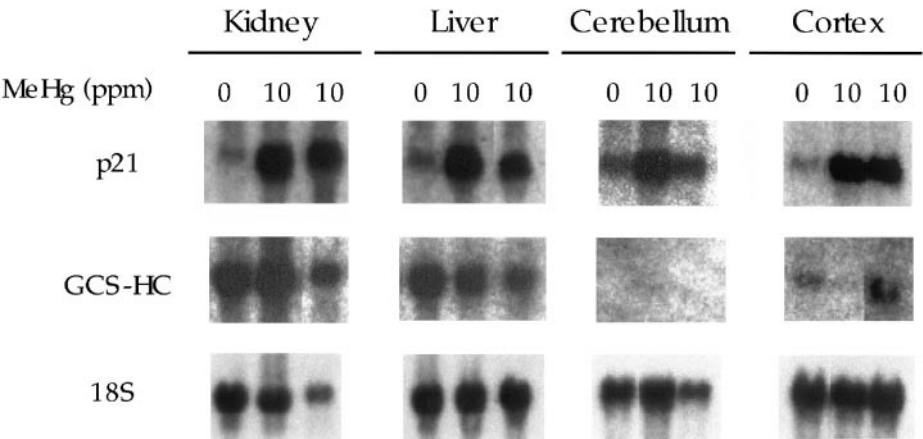 Kidney Liver Cerebellum Cortex
MeHg (ppm) 0 10 10 0 10 10 0 10 10 0 10 10
p21
GCS-HC
18S